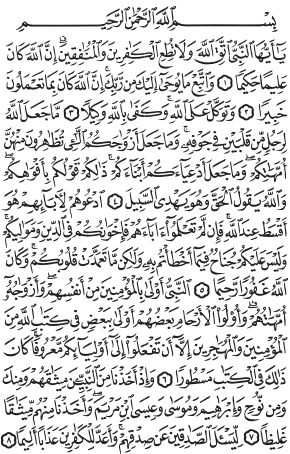 بِسْمِ ٱللَّهِ ٱلرَّحْمَٰنِ ٱلرَّحِيمِ
يَٰٓأَيُّهَا ٱلنَّبِىُّ ٱتَّقِ ٱللَّهَ وَلَا تُطِعِ ٱلْكَٰفِرِينَ وَٱلْمُنَٰفِقِينَ ۗ إِنَّ ٱللَّهَ كَانَ
عَلِيمًا حَكِيمًا ١ وَٱتَّبِعْ مَا يُوحَىٰٓ إِلَيْكَ مِن رَّبِّكَ ۚ إِنَّ ٱللَّهَ كَانَ بِمَا تَعْمَلُونَ
خَبِيرًا ٢ وَتَوَكَّلْ عَلَى ٱللَّهِ ۚ وَكَفَىٰ بِٱللَّهِ وَكِيلًا ٣ مَّا جَعَلَ ٱللَّهُ
لِرَجُلٍ مِّن قَلْبَيْنِ فِى جَوْفِهِۦ ۚ وَمَا جَعَلَ أَزْوَٰجَكُمُ ٱلَّٰٓـِٔى تُظَٰهِرُونَ مِنْهُنَّ
أُمَّهَٰتِكُمْ ۚ وَمَا جَعَلَ أَدْعِيَآءَكُمْ أَبْنَآءَكُمْ ۚ ذَٰلِكُمْ قَوْلُكُم بِأَفْوَٰهِكُمْ ۖ
وَٱللَّهُ يَقُولُ ٱلْحَقَّ وَهُوَ يَهْدِى ٱلسَّبِيلَ ٤ ٱدْعُوهُمْ لِءَابَآئِهِمْ هُوَ
أَقْسَطُ عِندَ ٱللَّهِ ۚ فَإِن لَّمْ تَعْلَمُوٓا۟ ءَابَآءَهُمْ فَإِخْوَٰنُكُمْ فِى ٱلدِّينِ وَمَوَٰلِيكُمْ ۚ
وَلَيْسَ عَلَيْكُمْ جُنَاحٌ فِيمَآ أَخْطَأْتُم بِهِۦ وَلَٰكِن مَّا تَعَمَّدَتْ قُلُوبُكُمْ ۚ وَكَانَ
ٱللَّهُ غَفُورًا رَّحِيمًا ٥ ٱلنَّبِىُّ أَوْلَىٰ بِٱلْمُؤْمِنِينَ مِنْ أَنفُسِهِمْ ۖ وَأَزْوَٰجُهُۥٓ
أُمَّهَٰتُهُمْ ۗ وَأُو۟لُوا۟ ٱلْأَرْحَامِ بَعْضُهُمْ أَوْلَىٰ بِبَعْضٍ فِى كِتَٰبِ ٱللَّهِ مِنَ
ٱلْمُؤْمِنِينَ وَٱلْمُهَٰجِرِينَ إِلَّآ أَن تَفْعَلُوٓا۟ إِلَىٰٓ أَوْلِيَآئِكُم مَّعْرُوفًا ۚ كَانَ
ذَٰلِكَ فِى ٱلْكِتَٰبِ مَسْطُورًا ٦ وَإِذْ أَخَذْنَا مِنَ ٱلنَّبِيِّۦنَ مِيثَٰقَهُمْ وَمِنكَ
وَمِن نُّوحٍ وَإِبْرَٰهِيمَ وَمُوسَىٰ وَعِيسَى ٱبْنِ مَرْيَمَ ۖ وَأَخَذْنَا مِنْهُم مِّيثَٰقًا
غَلِيظًا ٧ لِّيَسْـَٔلَ ٱلصَّٰدِقِينَ عَن صِدْقِهِمْ ۚ وَأَعَدَّ لِلْكَٰفِرِينَ عَذَابًا أَلِيمًا ٨